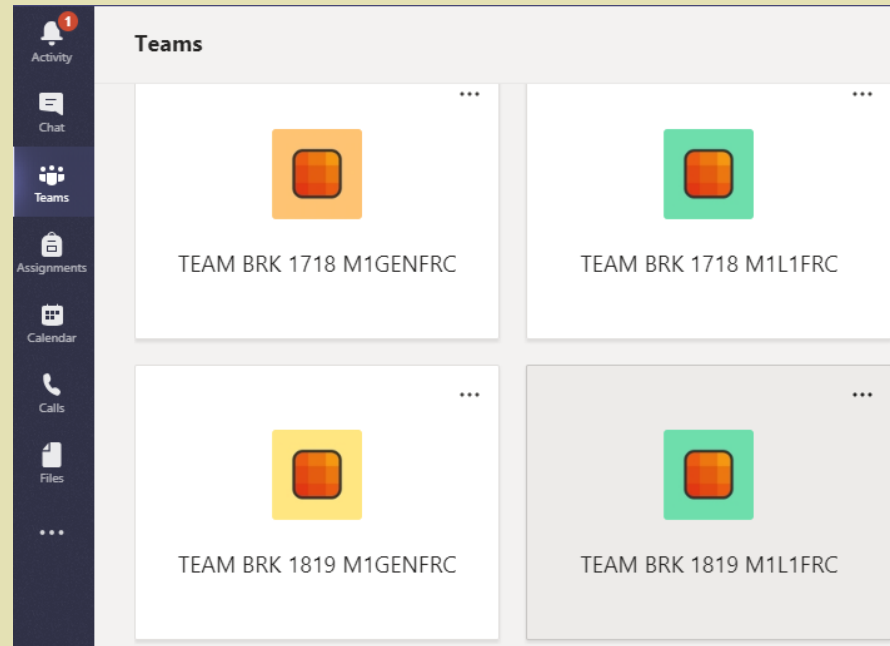 1
Activity
Chat
Teams
Assignments
Calendar
Calls
Files
Teams
TEAM BRK 1718 M1GENFRC
TEAM BRK 1718 M1L1FRC
TEAM BRK 1819 M1GENFRC
TEAM BRK 1819 M1L1FRC